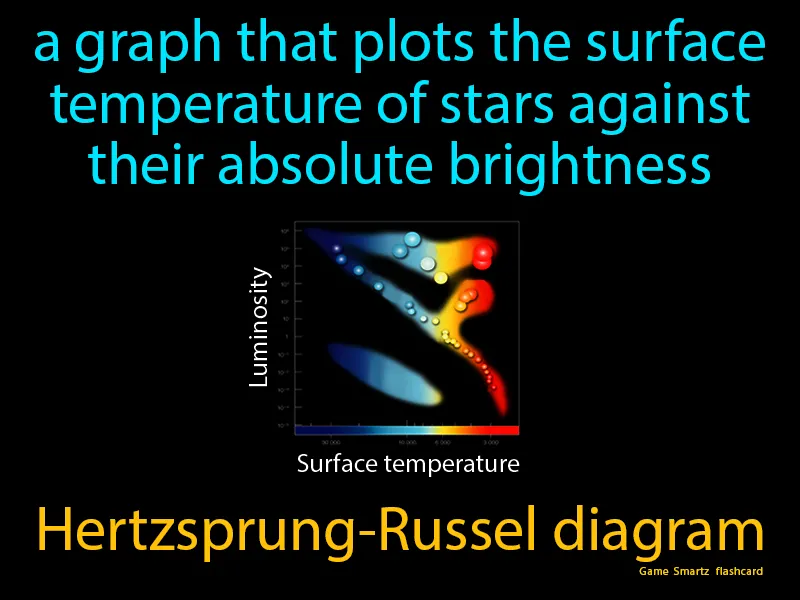 a graph that plots the surface
temperature of stars against
their absolute brightness
Luminosity
Surface temperature
Hertzsprung-Russel diagram
Game Smartz flashcard